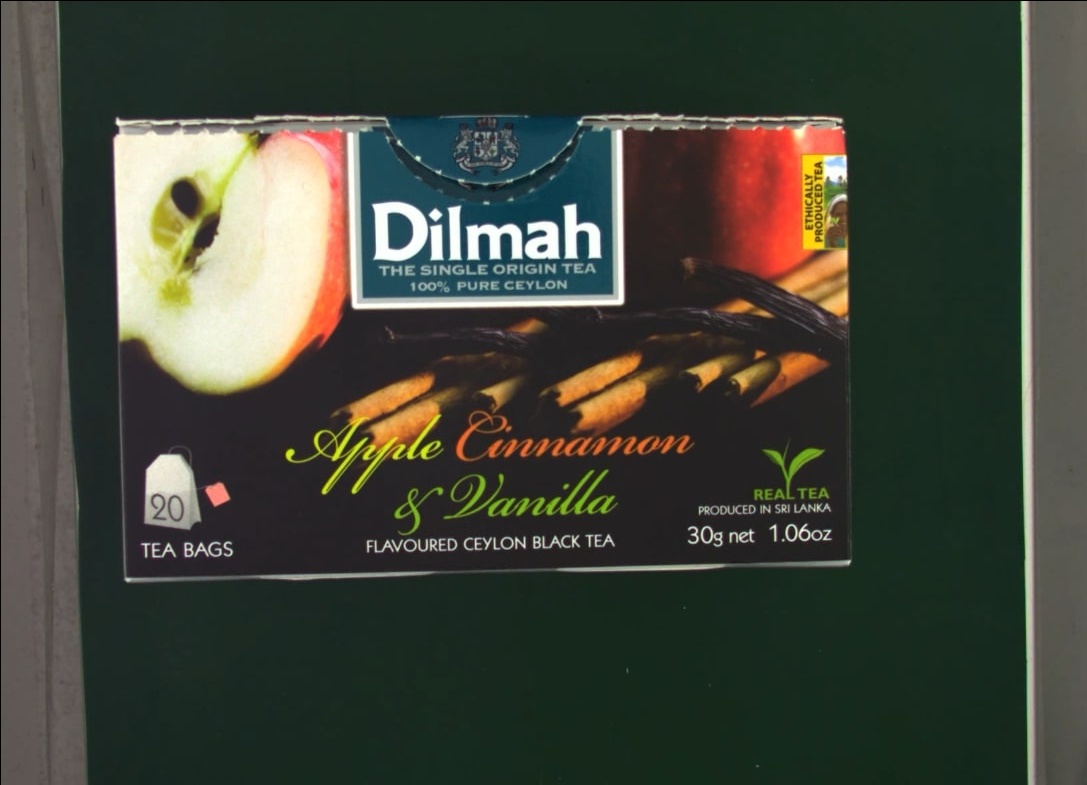 Dilmah
THE SINGLE ORIGIN TEA
100% PURE CEYLON
ETHICALLY
PRODUCED TEA
Apple Cinnamon
& Vanilla
FLAVOURED CEYLON BLACK TEA
20
TEA BAGS
REAL TEA
PRODUCED IN SRI LANKA
30g net 1.06oz